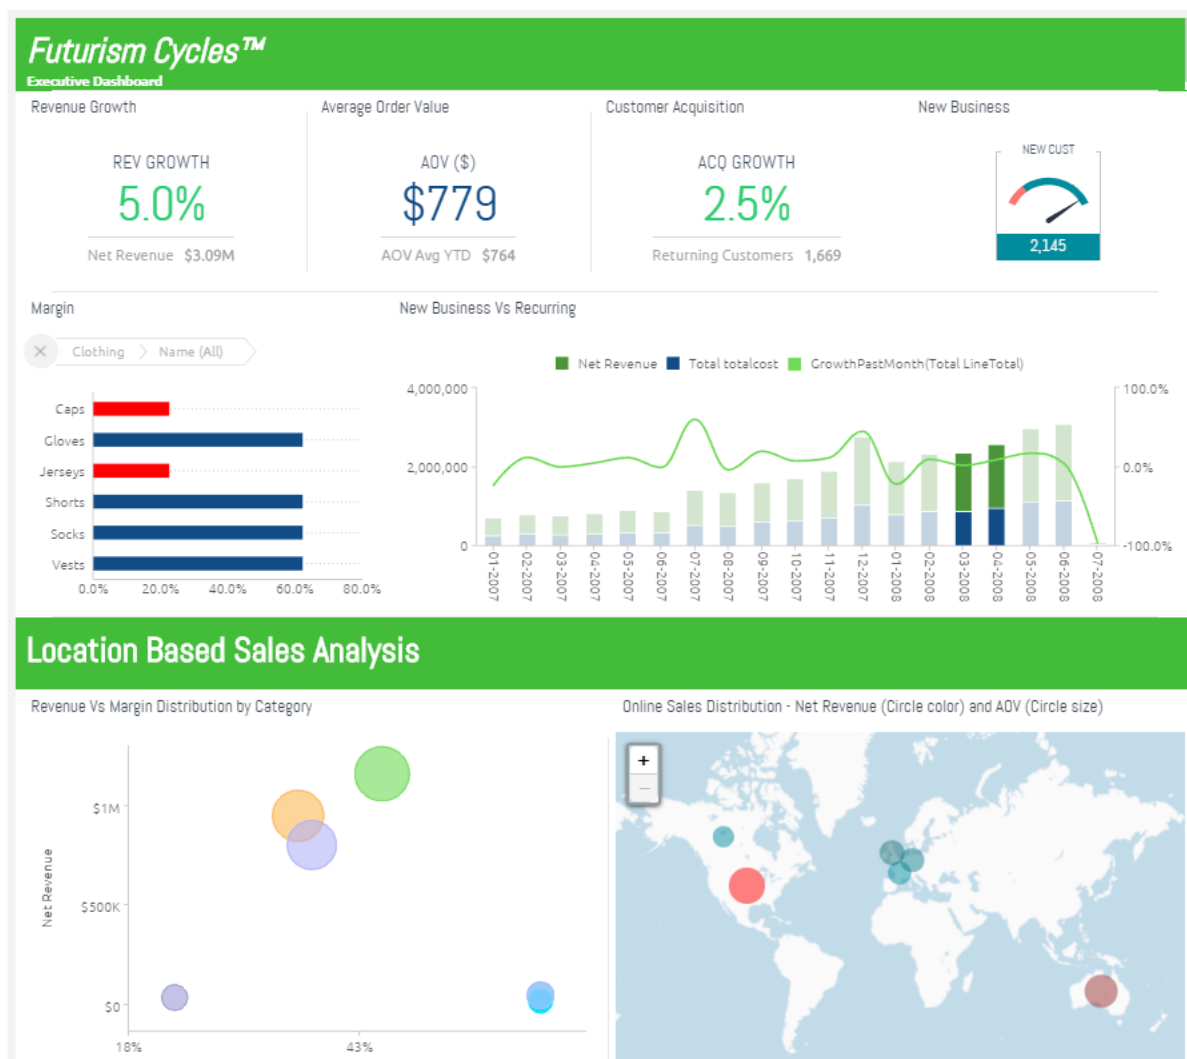 Futurism Cycles™
Executive Dashboard
Revenue Growth
Average Order Value
Customer Acquisition
New Business
REV GROWTH
5.0%
Net Revenue $3.09M
AOV ($)
$779
AOV Avg YTD $764
ACQ GROWTH
2.5%
Returning Customers 1,669
NEW CUST
2,145
Margin
Clothing
Name (All)
Caps
Gloves
Jerseys
Shorts
Socks
Vests
0.0% 20.0% 40.0% 60.0% 80.0%
New Business Vs Recurring
Net Revenue Total totalcost GrowthPastMonth(Total LineTotal)
4,000,000
2,000,000
0
100.0%
0.0%
-100.0%
01-2007
02-2007
03-2007
04-2007
05-2007
06-2007
07-2007
08-2007
09-2007
10-2007
11-2007
12-2007
01-2008
02-2008
03-2008
04-2008
05-2008
06-2008
07-2008
Location Based Sales Analysis
Revenue Vs Margin Distribution by Category
Net Revenue
$1M
$500K
$0
18% 43%
Online Sales Distribution - Net Revenue (Circle color) and AOV (Circle size)
+
−